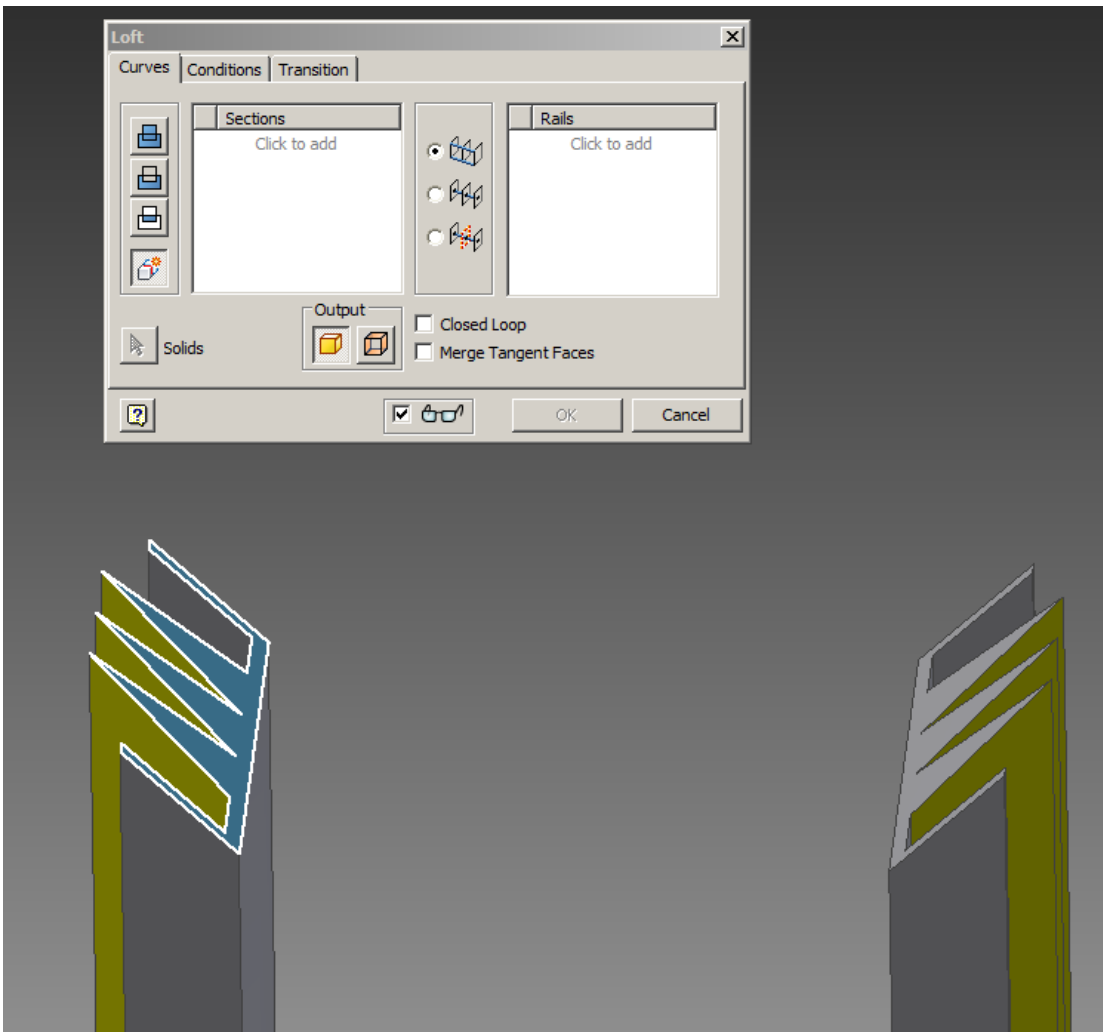 Loft
Curves Conditions Transition
Sections
Click to add
Rails
Click to add
Solids
Output
Closed Loop
Merge Tangent Faces
OK Cancel